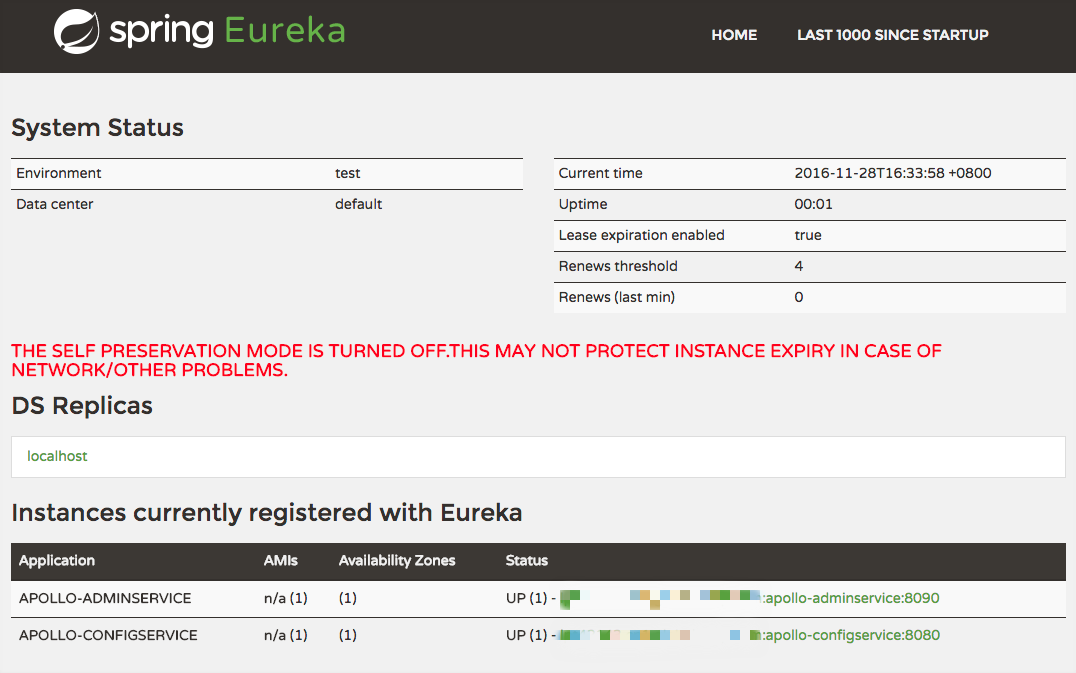 spring Eureka
HOME LAST 1000 SINCE STARTUP
System Status
Environment test
Data center default
Current time 2016-11-28T16:33:58 +0800
Uptime 00:01
Lease expiration enabled true
Renews threshold 4
Renews (last min) 0
THE SELF PRESERVATION MODE IS TURNED OFF.THIS MAY NOT PROTECT INSTANCE EXPIRY IN CASE OF
NETWORK/OTHER PROBLEMS.
DS Replicas
localhost
Instances currently registered with Eureka
Application AMIs Availability Zones Status
APOLLO-ADMINSERVICE n/a (1) (1) UP (1) - :apollo-adminservice:8090
APOLLO-CONFIGSERVICE n/a (1) (1) UP (1) - :apollo-configservice:8080